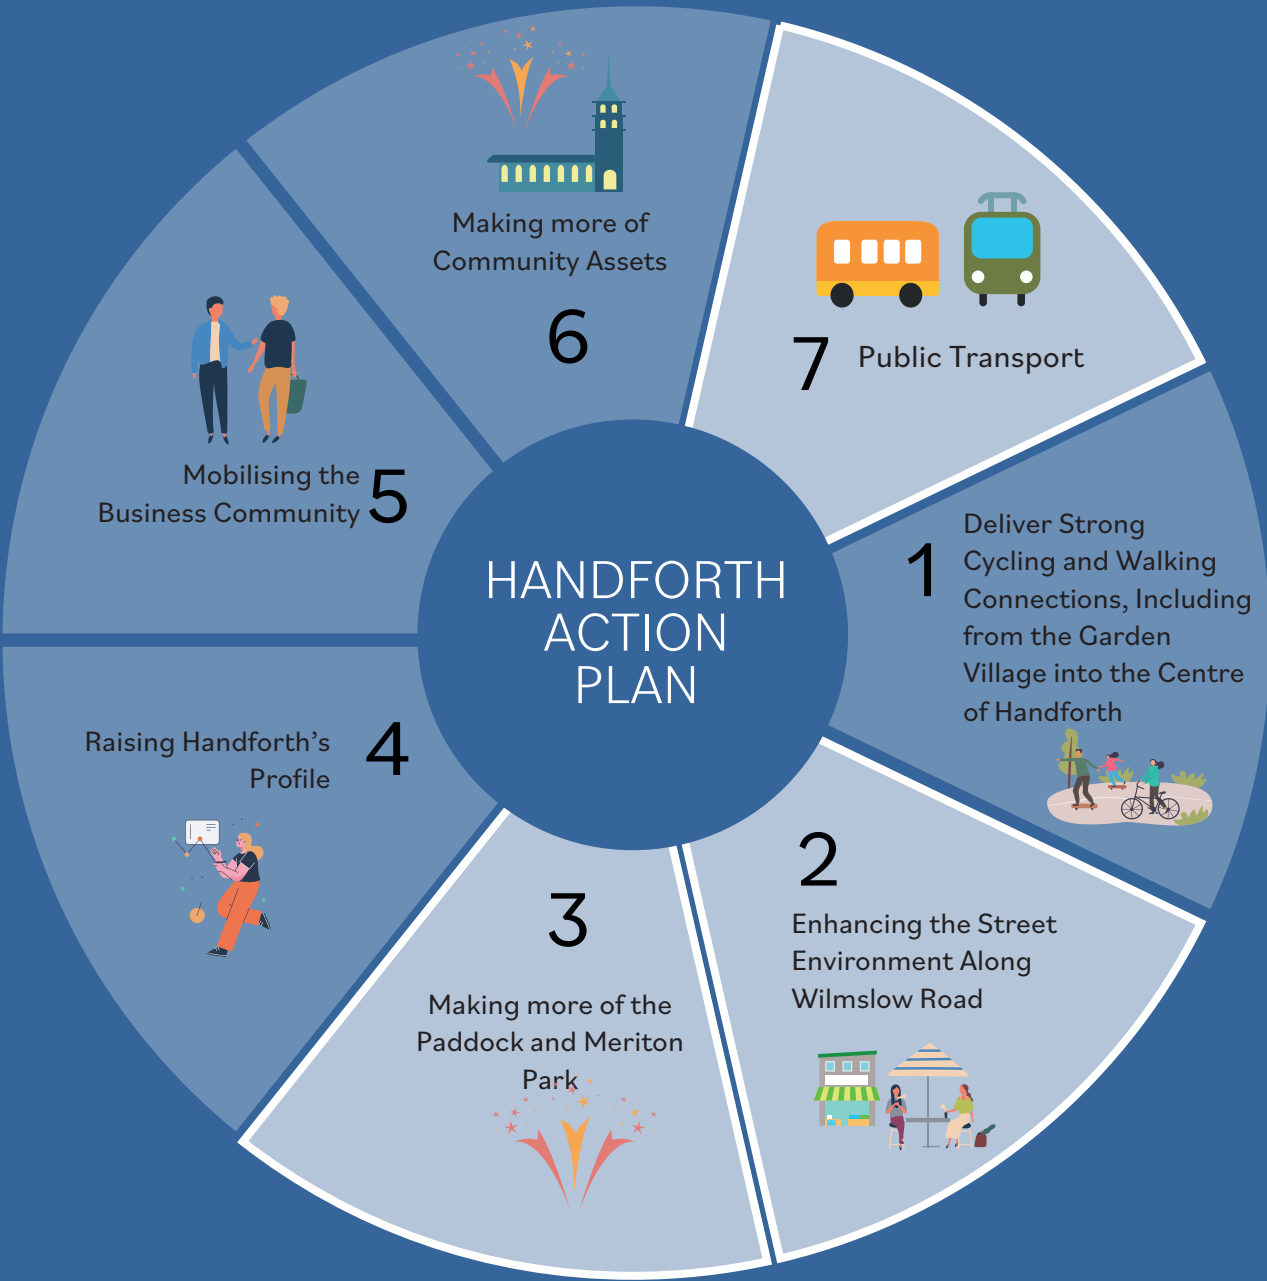 HANDFORTH
ACTION
PLAN
1
Deliver Strong
Cycling and Walking
Connections, Including
from the Garden
Village into the Centre
of Handforth
2
Enhancing the Street
Environment Along
Wilmslow Road
3
Making more of the
Paddock and Meriton
Park
4
Raising Handforth’s
Profile
5
Mobilising the
Business Community
6
Making more of
Community Assets
7
Public Transport